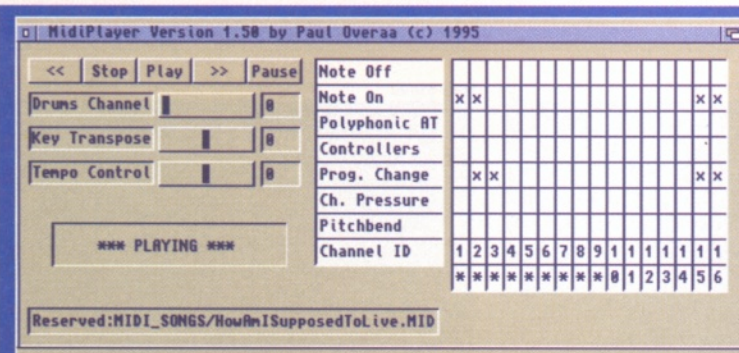 MidiPlayer Version 1.50 by Paul Overaa (c) 1995
<< Stop Play >> Pause
Drums Channel 0
Key Transpose 0
Tempo Control 0
*** PLAYING ***
Reserved:MIDI_SONGS/HowAmISupposedToLive.MID
Note Off
Note On x x x x
Polyphonic AT
Controllers
Prog. Change x x x x
Ch. Pressure
Pitchbend
Channel ID 1 2 3 4 5 6 7 8 9 1 1 1 1 1 1 1
* * * * * * * * * 0 1 2 3 4 5 6